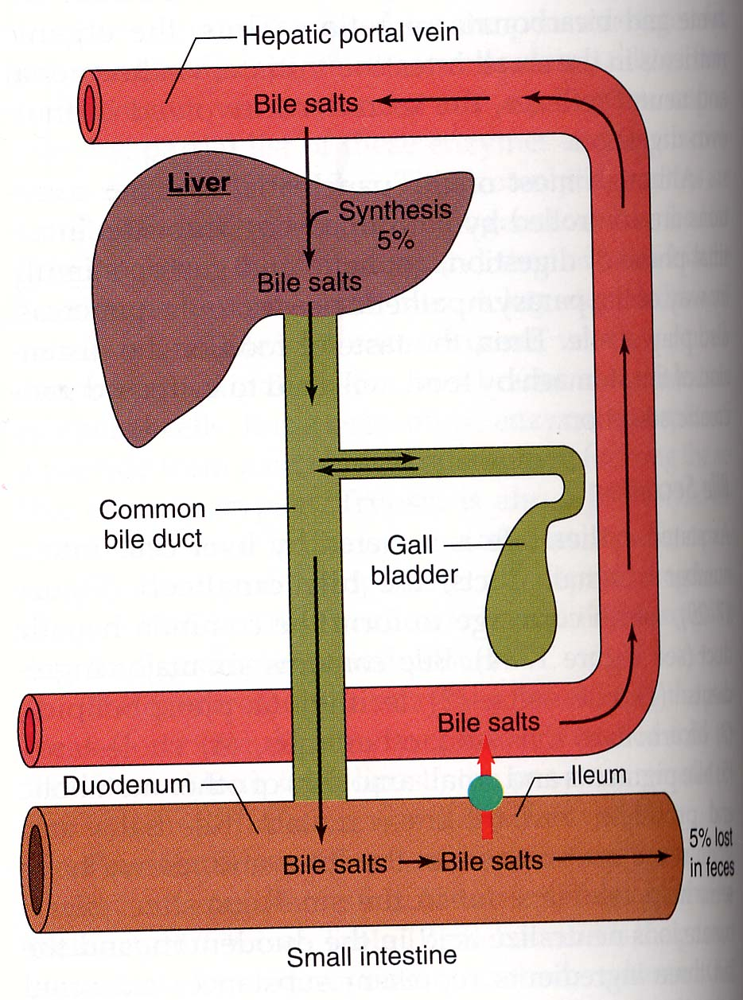 Hepatic portal vein
Bile salts
Liver
Synthesis
5%
Bile salts
Common
bile duct
Gall
bladder
Bile salts
Duodenum
Ileum
5% lost
in feces
Bile salts
Bile salts
Small intestine